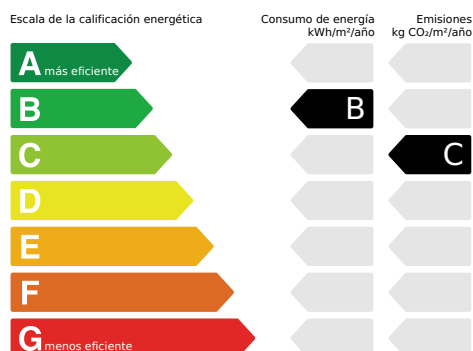 Escala de la calificación energética
Consumo de energía
kWh/m²/año
Emisiones
kg CO₂/m²/año
A más eficiente
B
B
C
C
D
E
F
G menos eficiente